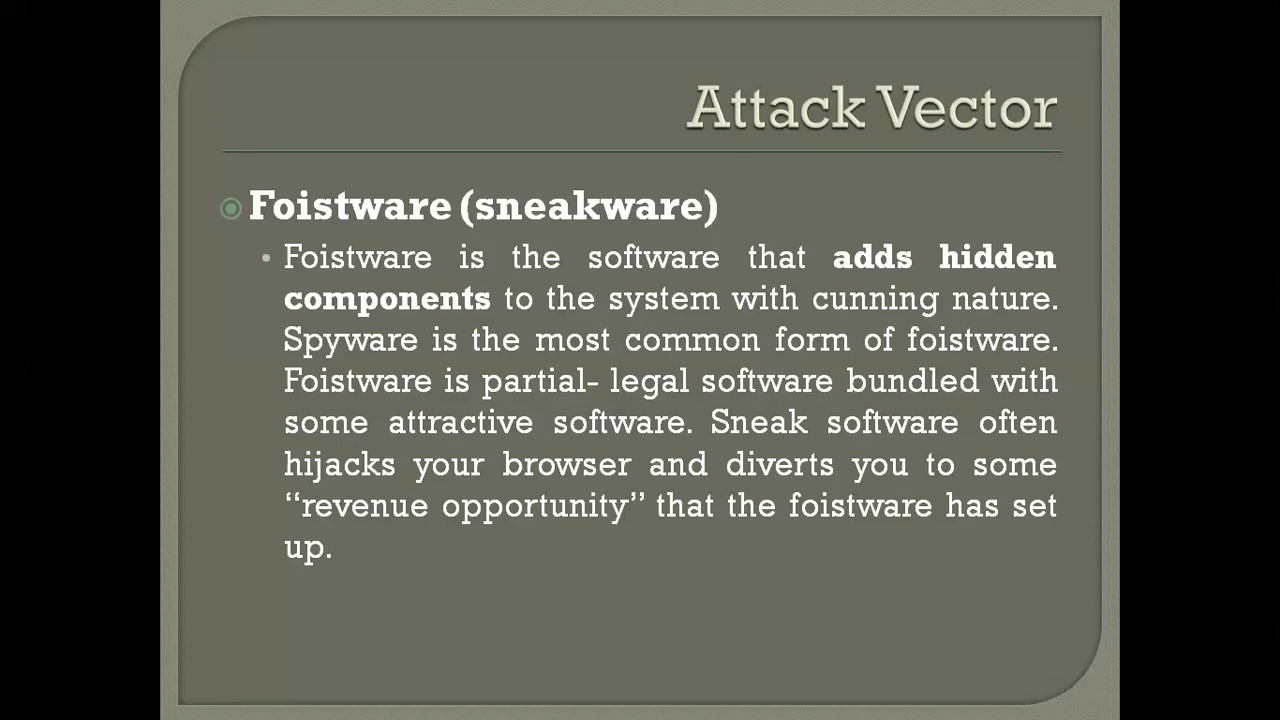 Attack Vector
Foistware (sneakware)
Foistware is the software that adds hidden
components to the system with cunning nature.
Spyware is the most common form of foistware.
Foistware is partial- legal software bundled with
some attractive software. Sneak software often
hijacks your browser and diverts you to some
“revenue opportunity” that the foistware has set
up.